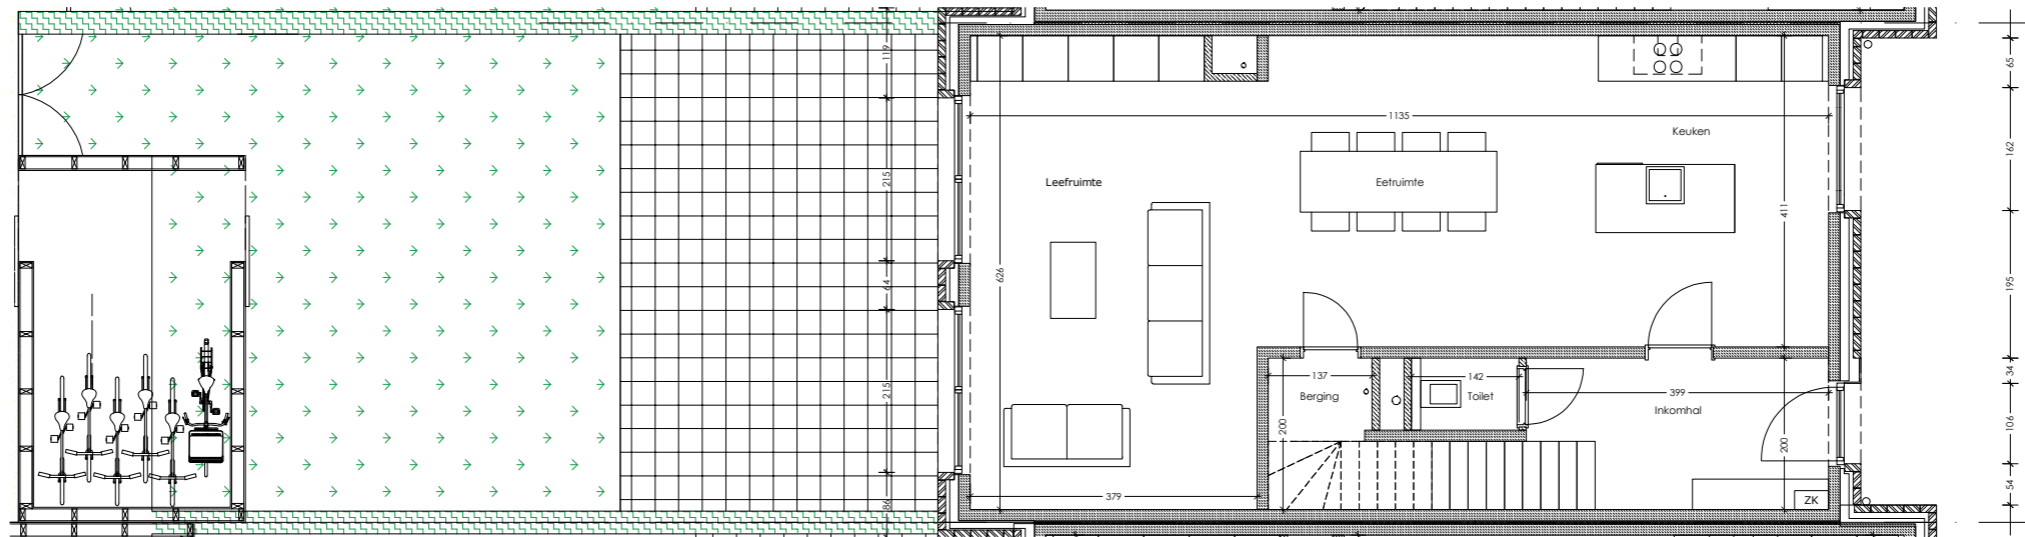 119
215
64
215
86
1135
626
Leefruimte
Eetruimte
Keuken
411
379
137
Berging
200
142
Toilet
399
Inkomhal
200
ZK
65
162
195
34
106
54